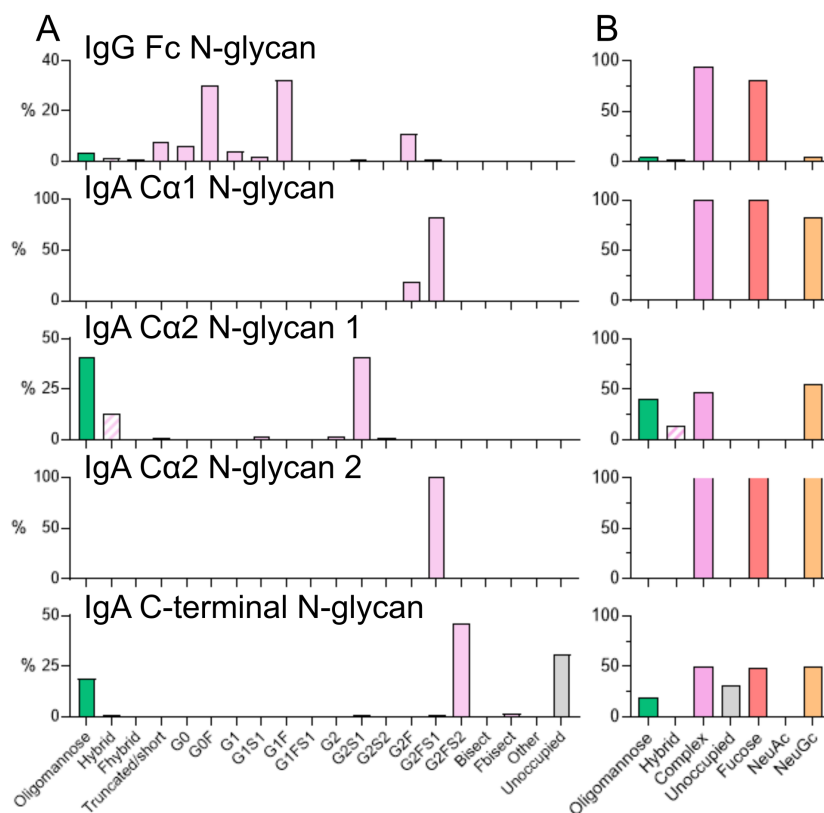 A
B
IgG Fc N-glycan
40
20
0
%
100
50
0
IgA Cα1 N-glycan
100
50
0
%
100
50
0
IgA Cα2 N-glycan 1
50
25
0
%
100
50
0
IgA Cα2 N-glycan 2
100
50
0
%
100
50
0
IgA C-terminal N-glycan
50
25
0
%
100
50
0
Oligomannose
Hybrid
Fhybrid
Truncated/short
G0
G0F
G1
G1S1
G1F
G1FS1
G2
G2S1
G2S2
G2F
G2FS1
G2FS2
Bisect
Fbisect
Other
Unoccupied
Oligomannose
Hybrid
Complex
Unoccupied
Fucose
NeuAc
NeuGc